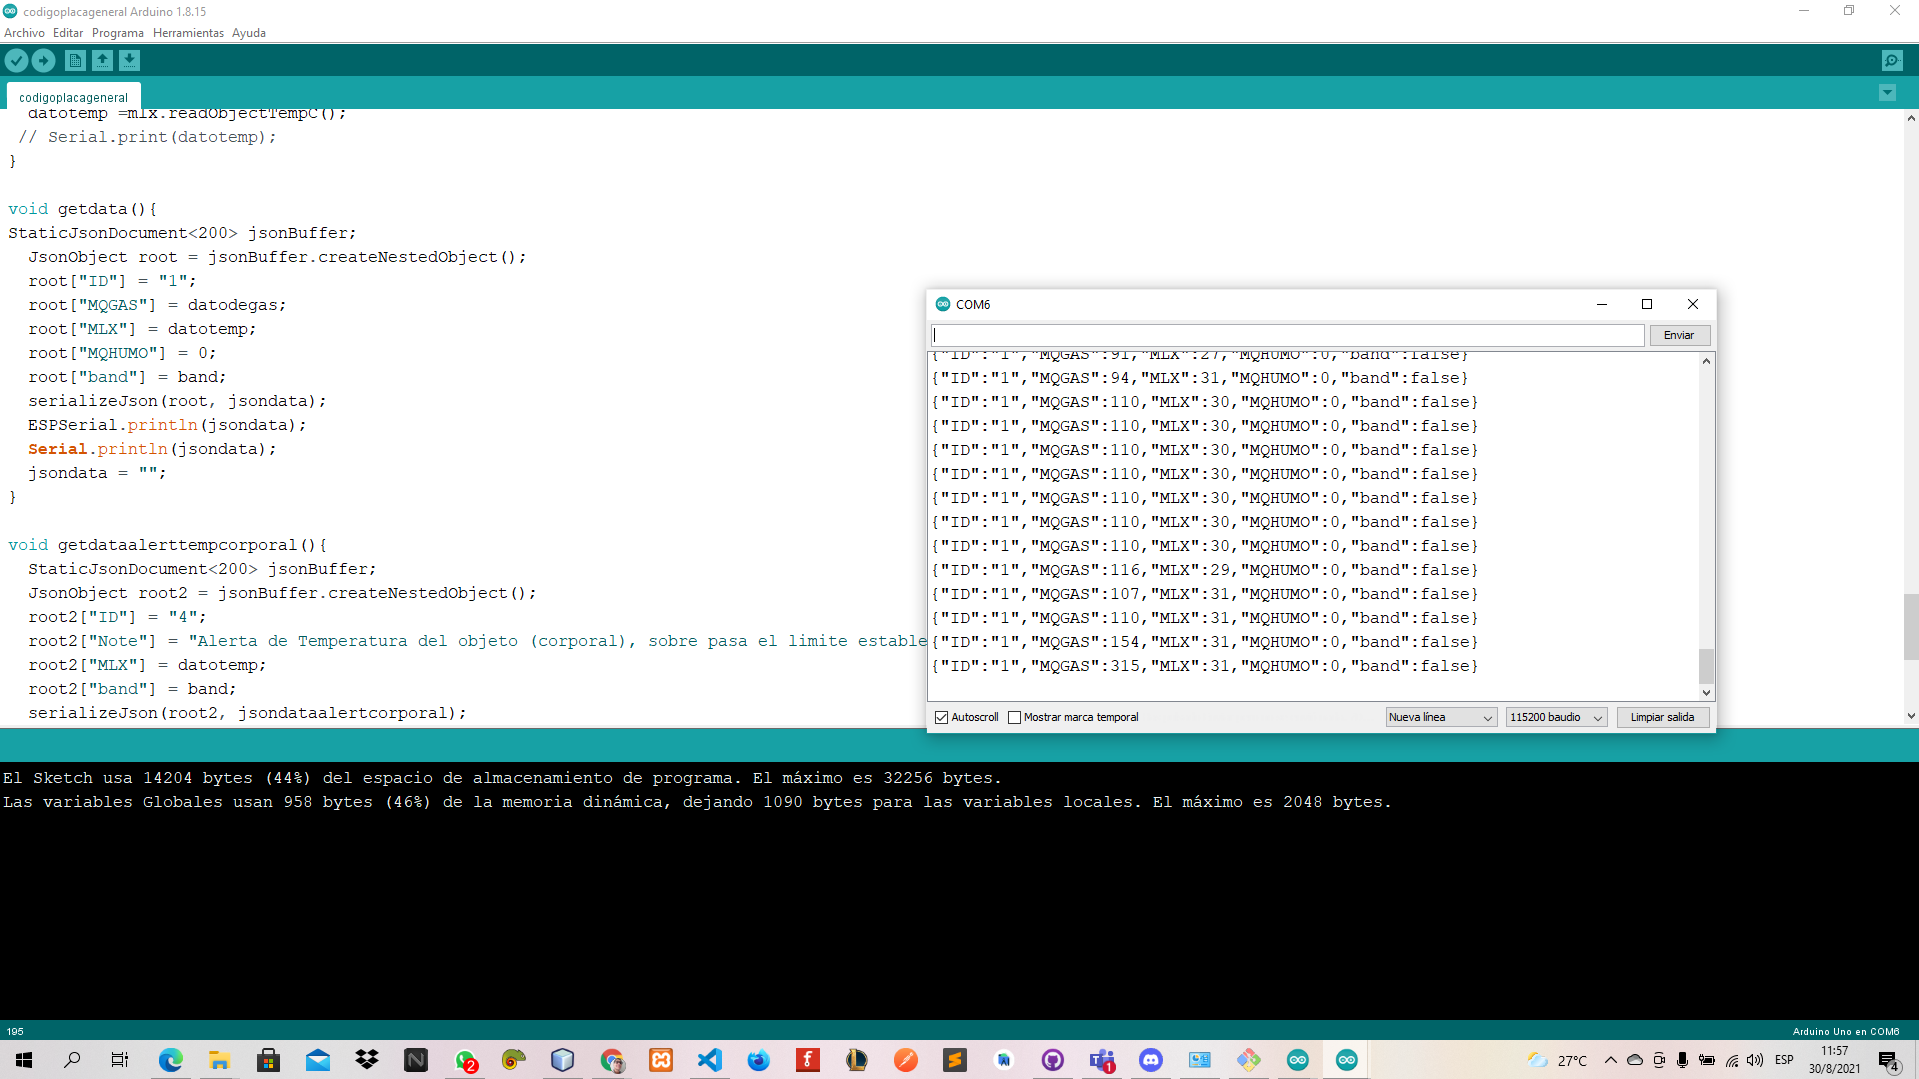 codigoplacageneral Arduino 1.8.15
Archivo Editar Programa Herramientas Ayuda
codigoplacageneral
datotemp =mlx.readObjectTempC();
// Serial.print(datotemp);
}
void getdata(){
StaticJsonDocument<200> jsonBuffer;
JsonObject root = jsonBuffer.createNestedObject();
root["ID"] = "1";
root["MQGAS"] = datodegas;
root["MLX"] = datotemp;
root["MQHUMO"] = 0;
root["band"] = band;
serializeJson(root, jsondata);
ESPSerial.println(jsondata);
Serial.println(jsondata);
jsondata = "";
}
void getdataalerttempcorporal(){
StaticJsonDocument<200> jsonBuffer;
JsonObject root2 = jsonBuffer.createNestedObject();
root2["ID"] = "4";
root2["Note"] = "Alerta de Temperatura del objeto (corporal), sobre pasa el limite estable
root2["MLX"] = datotemp;
root2["band"] = band;
serializeJson(root2, jsondataalertcorporal);
COM6
Enviar
{"ID":"1","MQGAS":91,"MLX":27,"MQHUMO":0,"band":false}
{"ID":"1","MQGAS":94,"MLX":31,"MQHUMO":0,"band":false}
{"ID":"1","MQGAS":110,"MLX":30,"MQHUMO":0,"band":false}
{"ID":"1","MQGAS":110,"MLX":30,"MQHUMO":0,"band":false}
{"ID":"1","MQGAS":110,"MLX":30,"MQHUMO":0,"band":false}
{"ID":"1","MQGAS":110,"MLX":30,"MQHUMO":0,"band":false}
{"ID":"1","MQGAS":110,"MLX":30,"MQHUMO":0,"band":false}
{"ID":"1","MQGAS":110,"MLX":30,"MQHUMO":0,"band":false}
{"ID":"1","MQGAS":110,"MLX":30,"MQHUMO":0,"band":false}
{"ID":"1","MQGAS":116,"MLX":29,"MQHUMO":0,"band":false}
{"ID":"1","MQGAS":107,"MLX":31,"MQHUMO":0,"band":false}
{"ID":"1","MQGAS":110,"MLX":31,"MQHUMO":0,"band":false}
{"ID":"1","MQGAS":154,"MLX":31,"MQHUMO":0,"band":false}
{"ID":"1","MQGAS":315,"MLX":31,"MQHUMO":0,"band":false}
Autoscroll Mostrar marca temporal Nueva línea 115200 baudio Limpiar salida
El Sketch usa 14204 bytes (44%) del espacio de almacenamiento de programa. El máximo es 32256 bytes.
Las variables Globales usan 958 bytes (46%) de la memoria dinámica, dejando 1090 bytes para las variables locales. El máximo es 2048 bytes.
195
Arduino Uno en COM6
2
1
27°C
ESP
11:57
30/8/2021
4